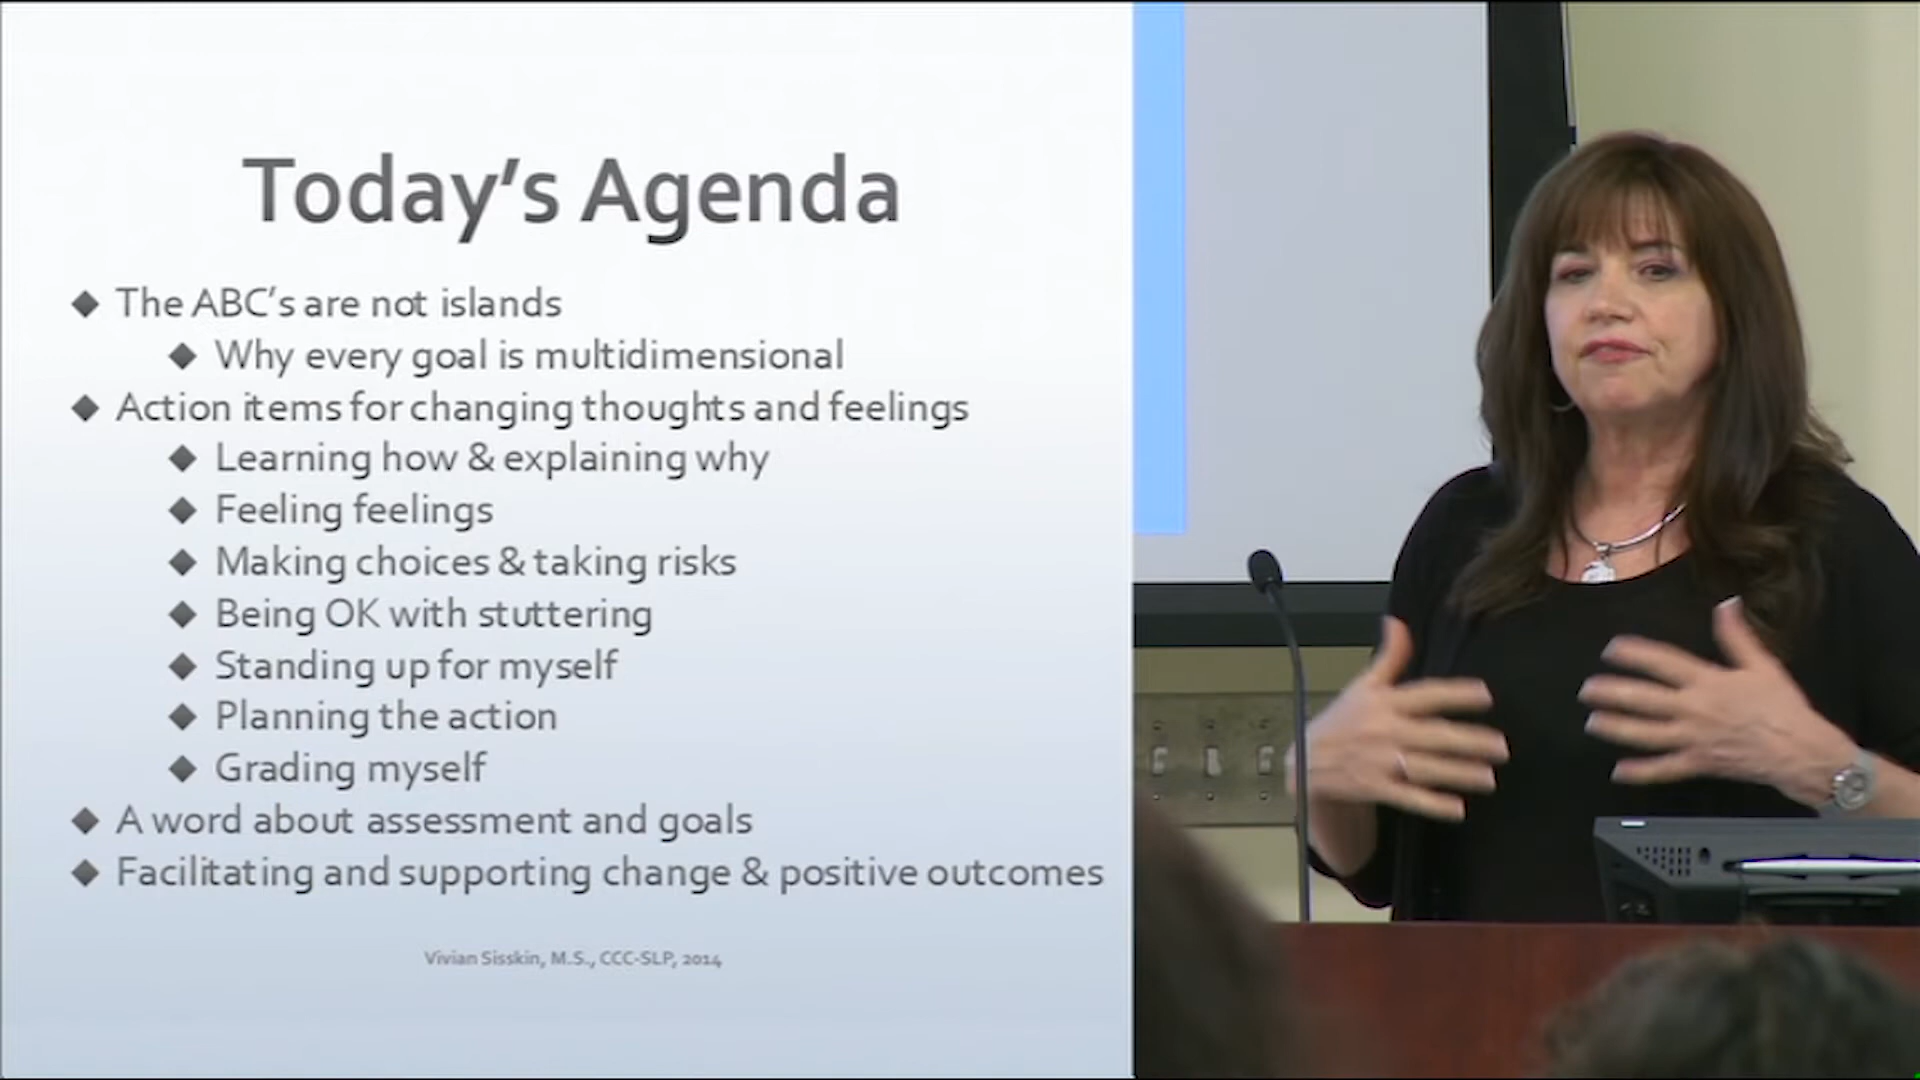 Today's Agenda
The ABC's are not islands
Why every goal is multidimensional
Action items for changing thoughts and feelings
Learning how & explaining why
Feeling feelings
Making choices & taking risks
Being OK with stuttering
Standing up for myself
Planning the action
Grading myself
A word about assessment and goals
Facilitating and supporting change & positive outcomes
Vivian Sisskin, M.S., CCC-SLP, 2014